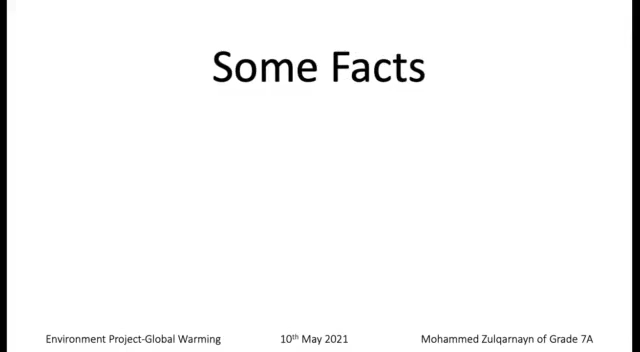 Some Facts
Environment Project-Global Warming 10th May 2021 Mohammed Zulqarnayn of Grade 7A